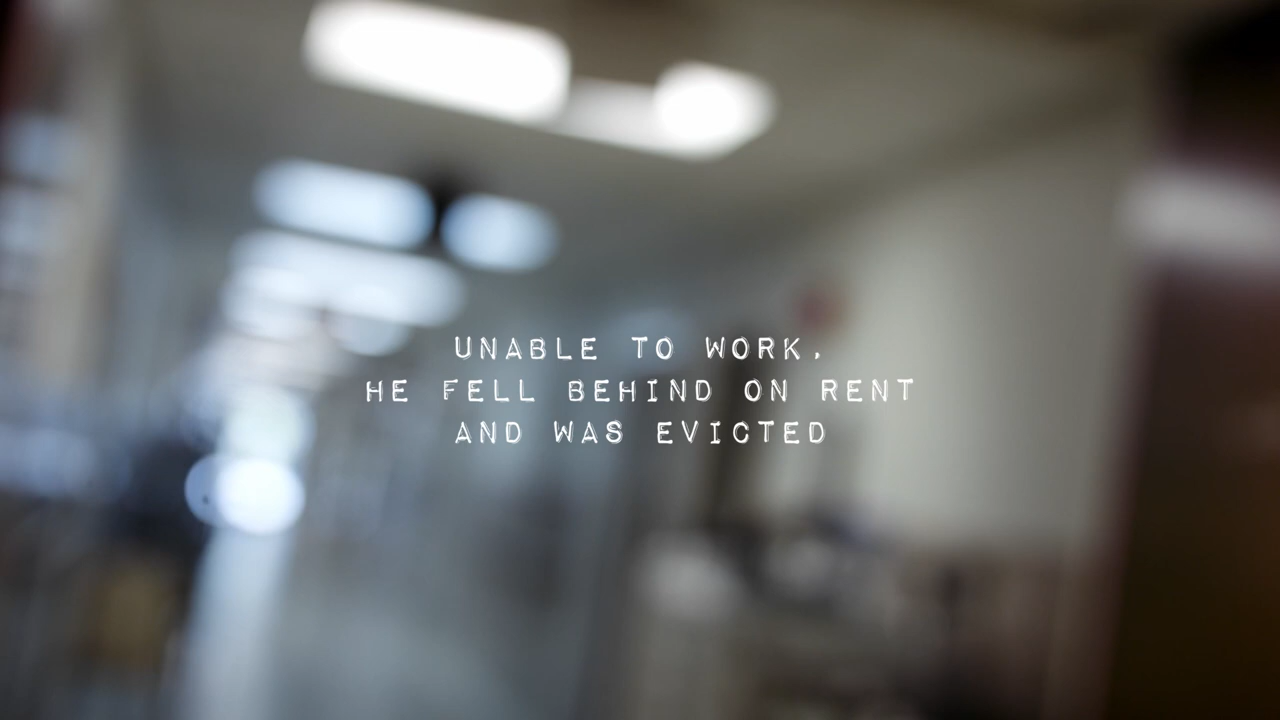 UNABLE TO WORK,
HE FELL BEHIND ON RENT
AND WAS EVICTED